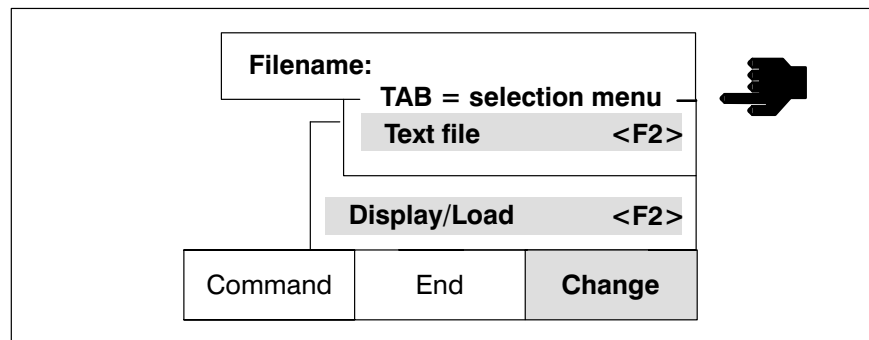 Filename:
TAB = selection menu
Text file <F2>
Display/Load <F2>
Command End Change